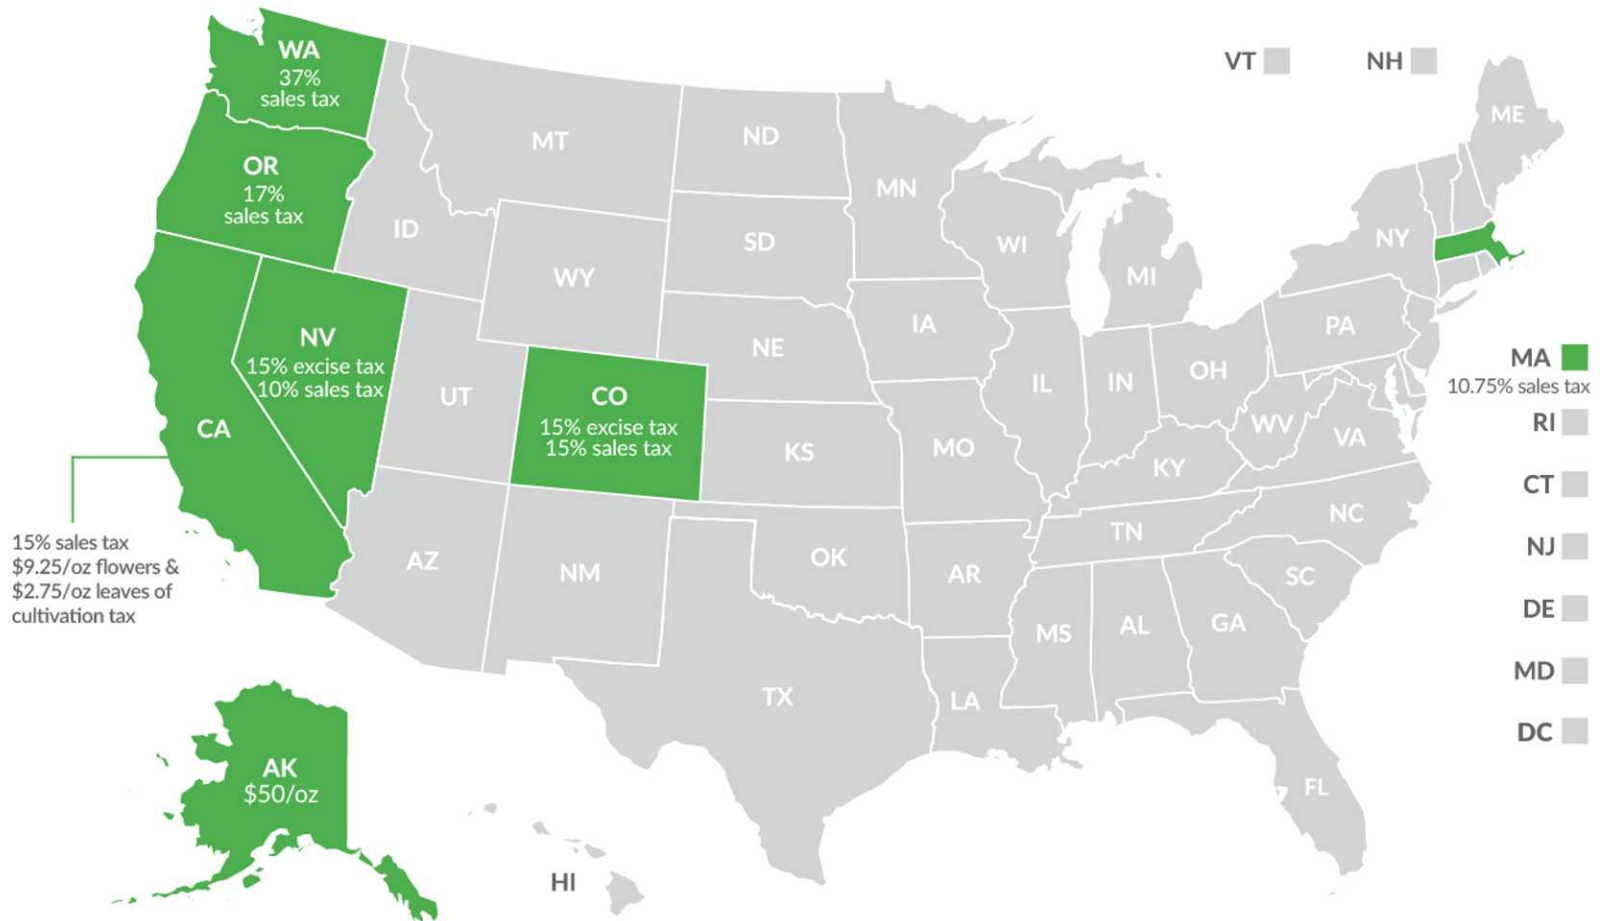 WA
37%
sales tax
VT
NH
ME
MT
ND
OR
17%
sales tax
MN
ID
SD
WI
NY
MI
WY
NV
15% excise tax
10% sales tax
IA
PA
NE
MA
10.75% sales tax
UT
CO
15% excise tax
15% sales tax
IL
IN
OH
CA
WV
VA
RI
KS
MO
KY
CT
15% sales tax
$9.25/oz flowers &
$2.75/oz leaves of
cultivation tax
AZ
NM
OK
AR
TN
NC
NJ
SC
DE
MS
AL
GA
TX
LA
MD
DC
AK
$50/oz
FL
HI